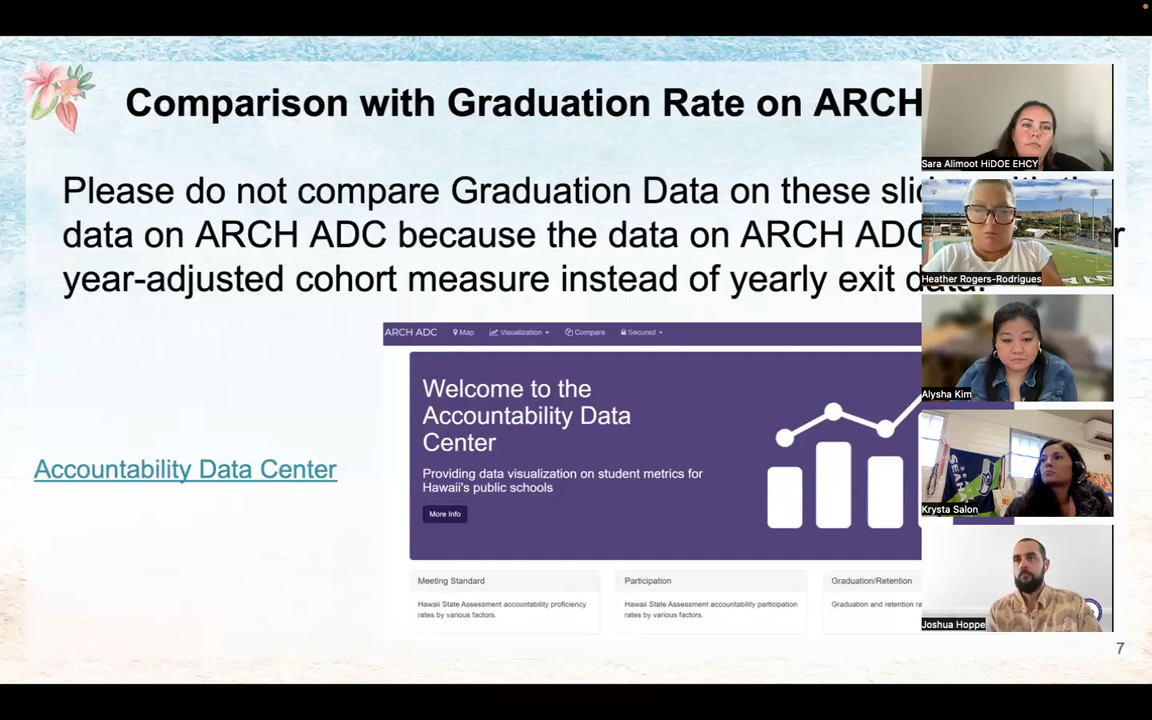 Comparison with Graduation Rate on ARCH
Please do not compare Graduation Data on these
data on ARCH ADC because the data on ARCH ADC
year-adjusted cohort measure instead of yearly exit data.
Accountability Data Center
ARCH ADC Map Visualization Compare Secured
Welcome to the
Accountability Data
Center
Providing data visualization on student metrics for
Hawaii's public schools
More Info
Meeting Standard
Hawaii State Assessment accountability proficiency
rates by various factors.
Participation
Hawaii State Assessment accountability participation
rates by various factors.
Graduation/Retention
Graduation and retention
Sara Alimoot HiDOE EHCY
Heather Rogers-Rodrigues
Alysha Kim
SEAH
Krysta Salon
Joshua Hoppe
7